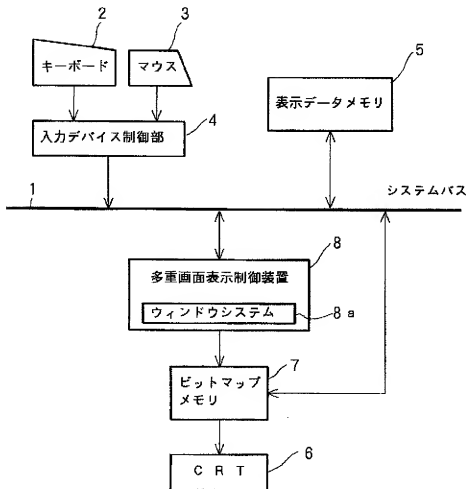 2
3
5
キーボード
マウス
表示データメモリ
4
入力デバイス制御部
1
システムバス
8
多重画面表示制御装置
ウィンドウシステム
8a
7
ビットマップ
メモリ
6
CRT